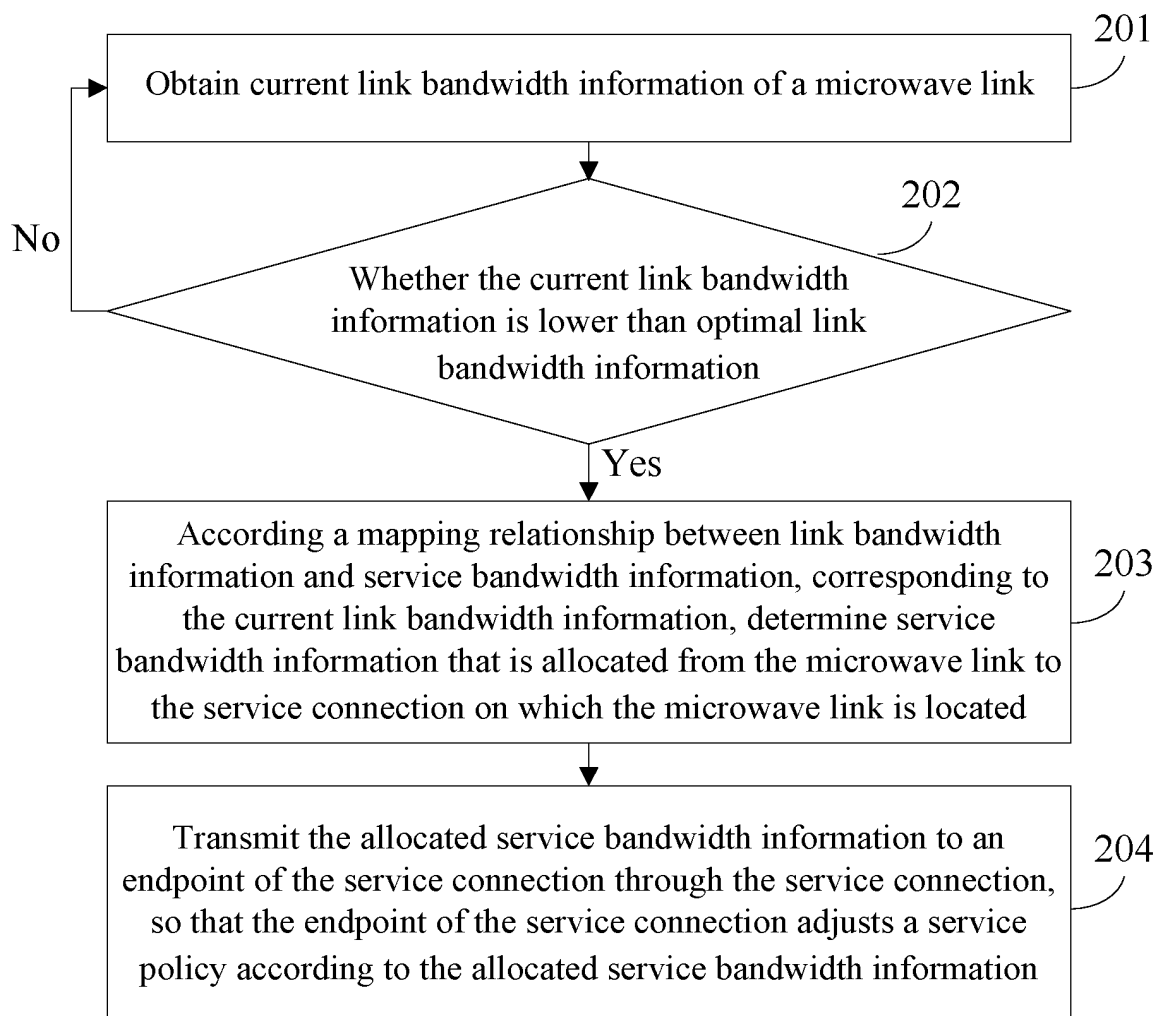 201
Obtain current link bandwidth information of a microwave link
202
No
Whether the current link bandwidth
information is lower than optimal link
bandwidth information
Yes
According a mapping relationship between link bandwidth
information and service bandwidth information, corresponding to
the current link bandwidth information, determine service
bandwidth information that is allocated from the microwave link to
the service connection on which the microwave link is located
203
Transmit the allocated service bandwidth information to an
endpoint of the service connection through the service connection,
so that the endpoint of the service connection adjusts a service
policy according to the allocated service bandwidth information
204